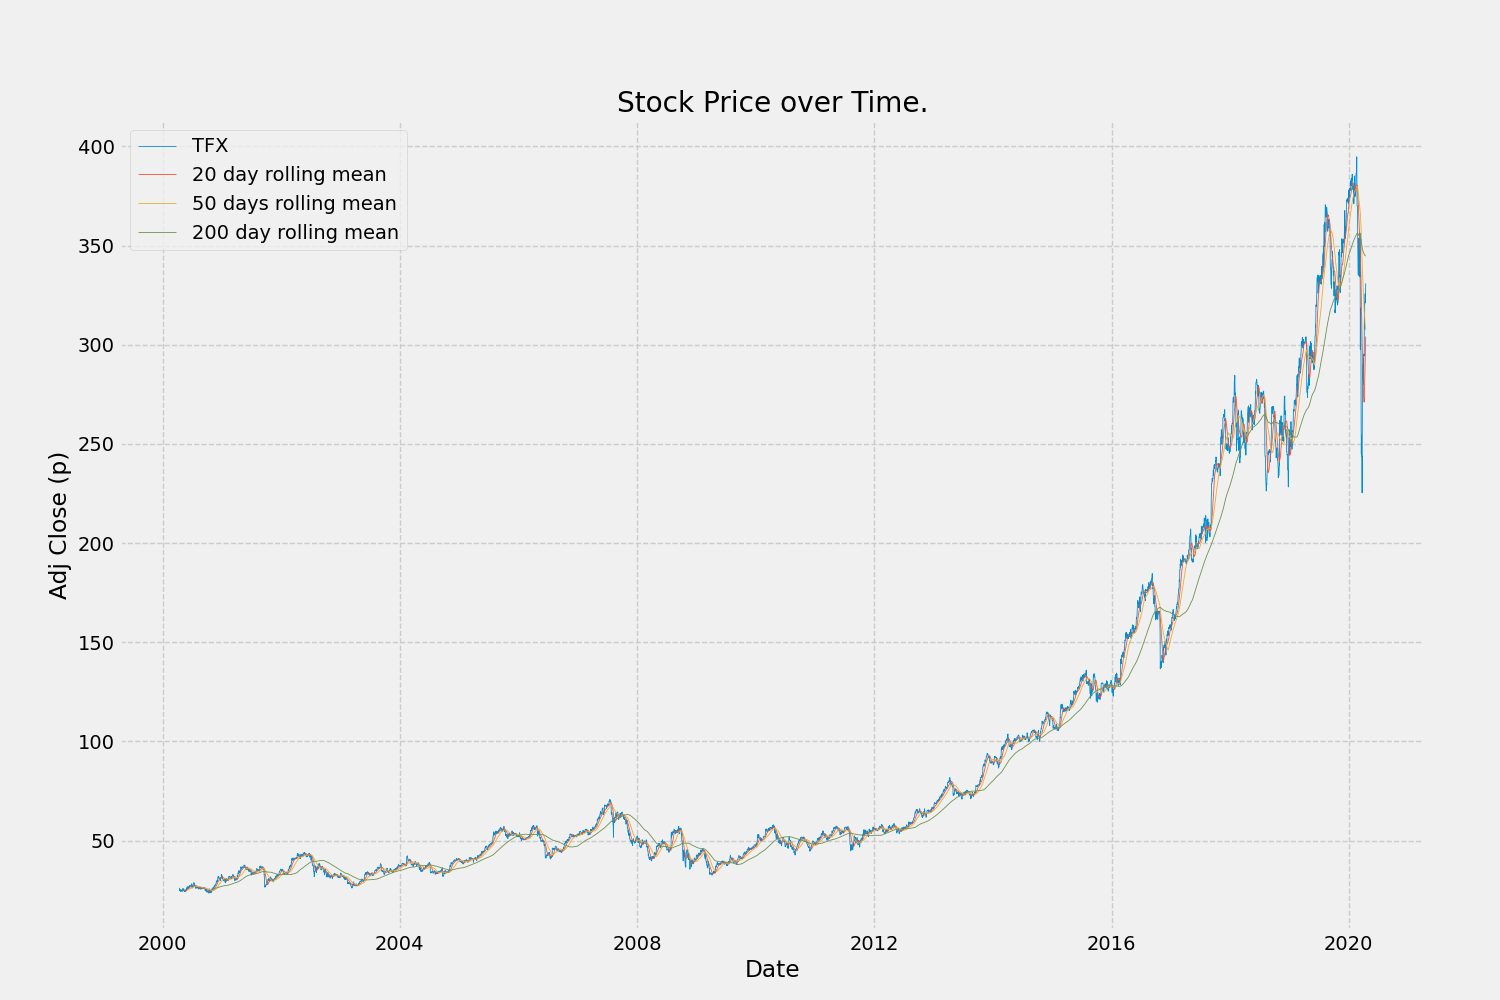 Stock Price over Time.
TFX
20 day rolling mean
50 days rolling mean
200 day rolling mean
400
350
300
250
200
150
100
50
Adj Close (p)
2000 2004 2008 2012 2016 2020
Date